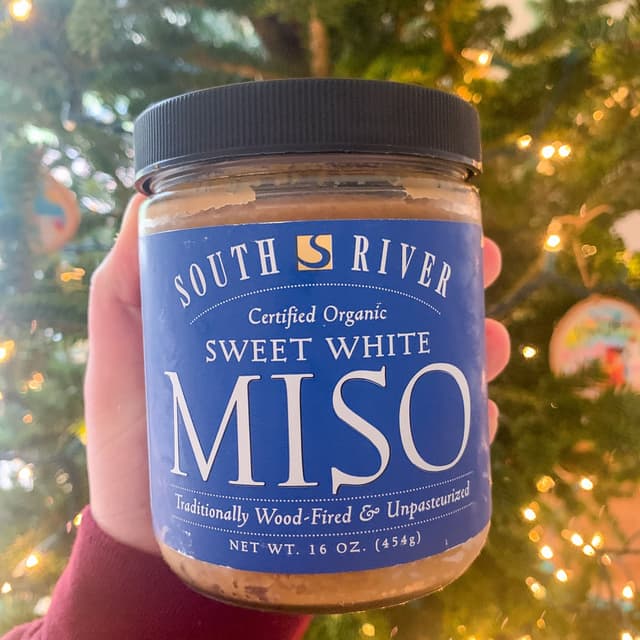 SOUTH S RIVER
Certified Organic
SWEET WHITE
MISO
Traditionally Wood-Fired & Unpasteurized
NET WT. 16 OZ. (454g)